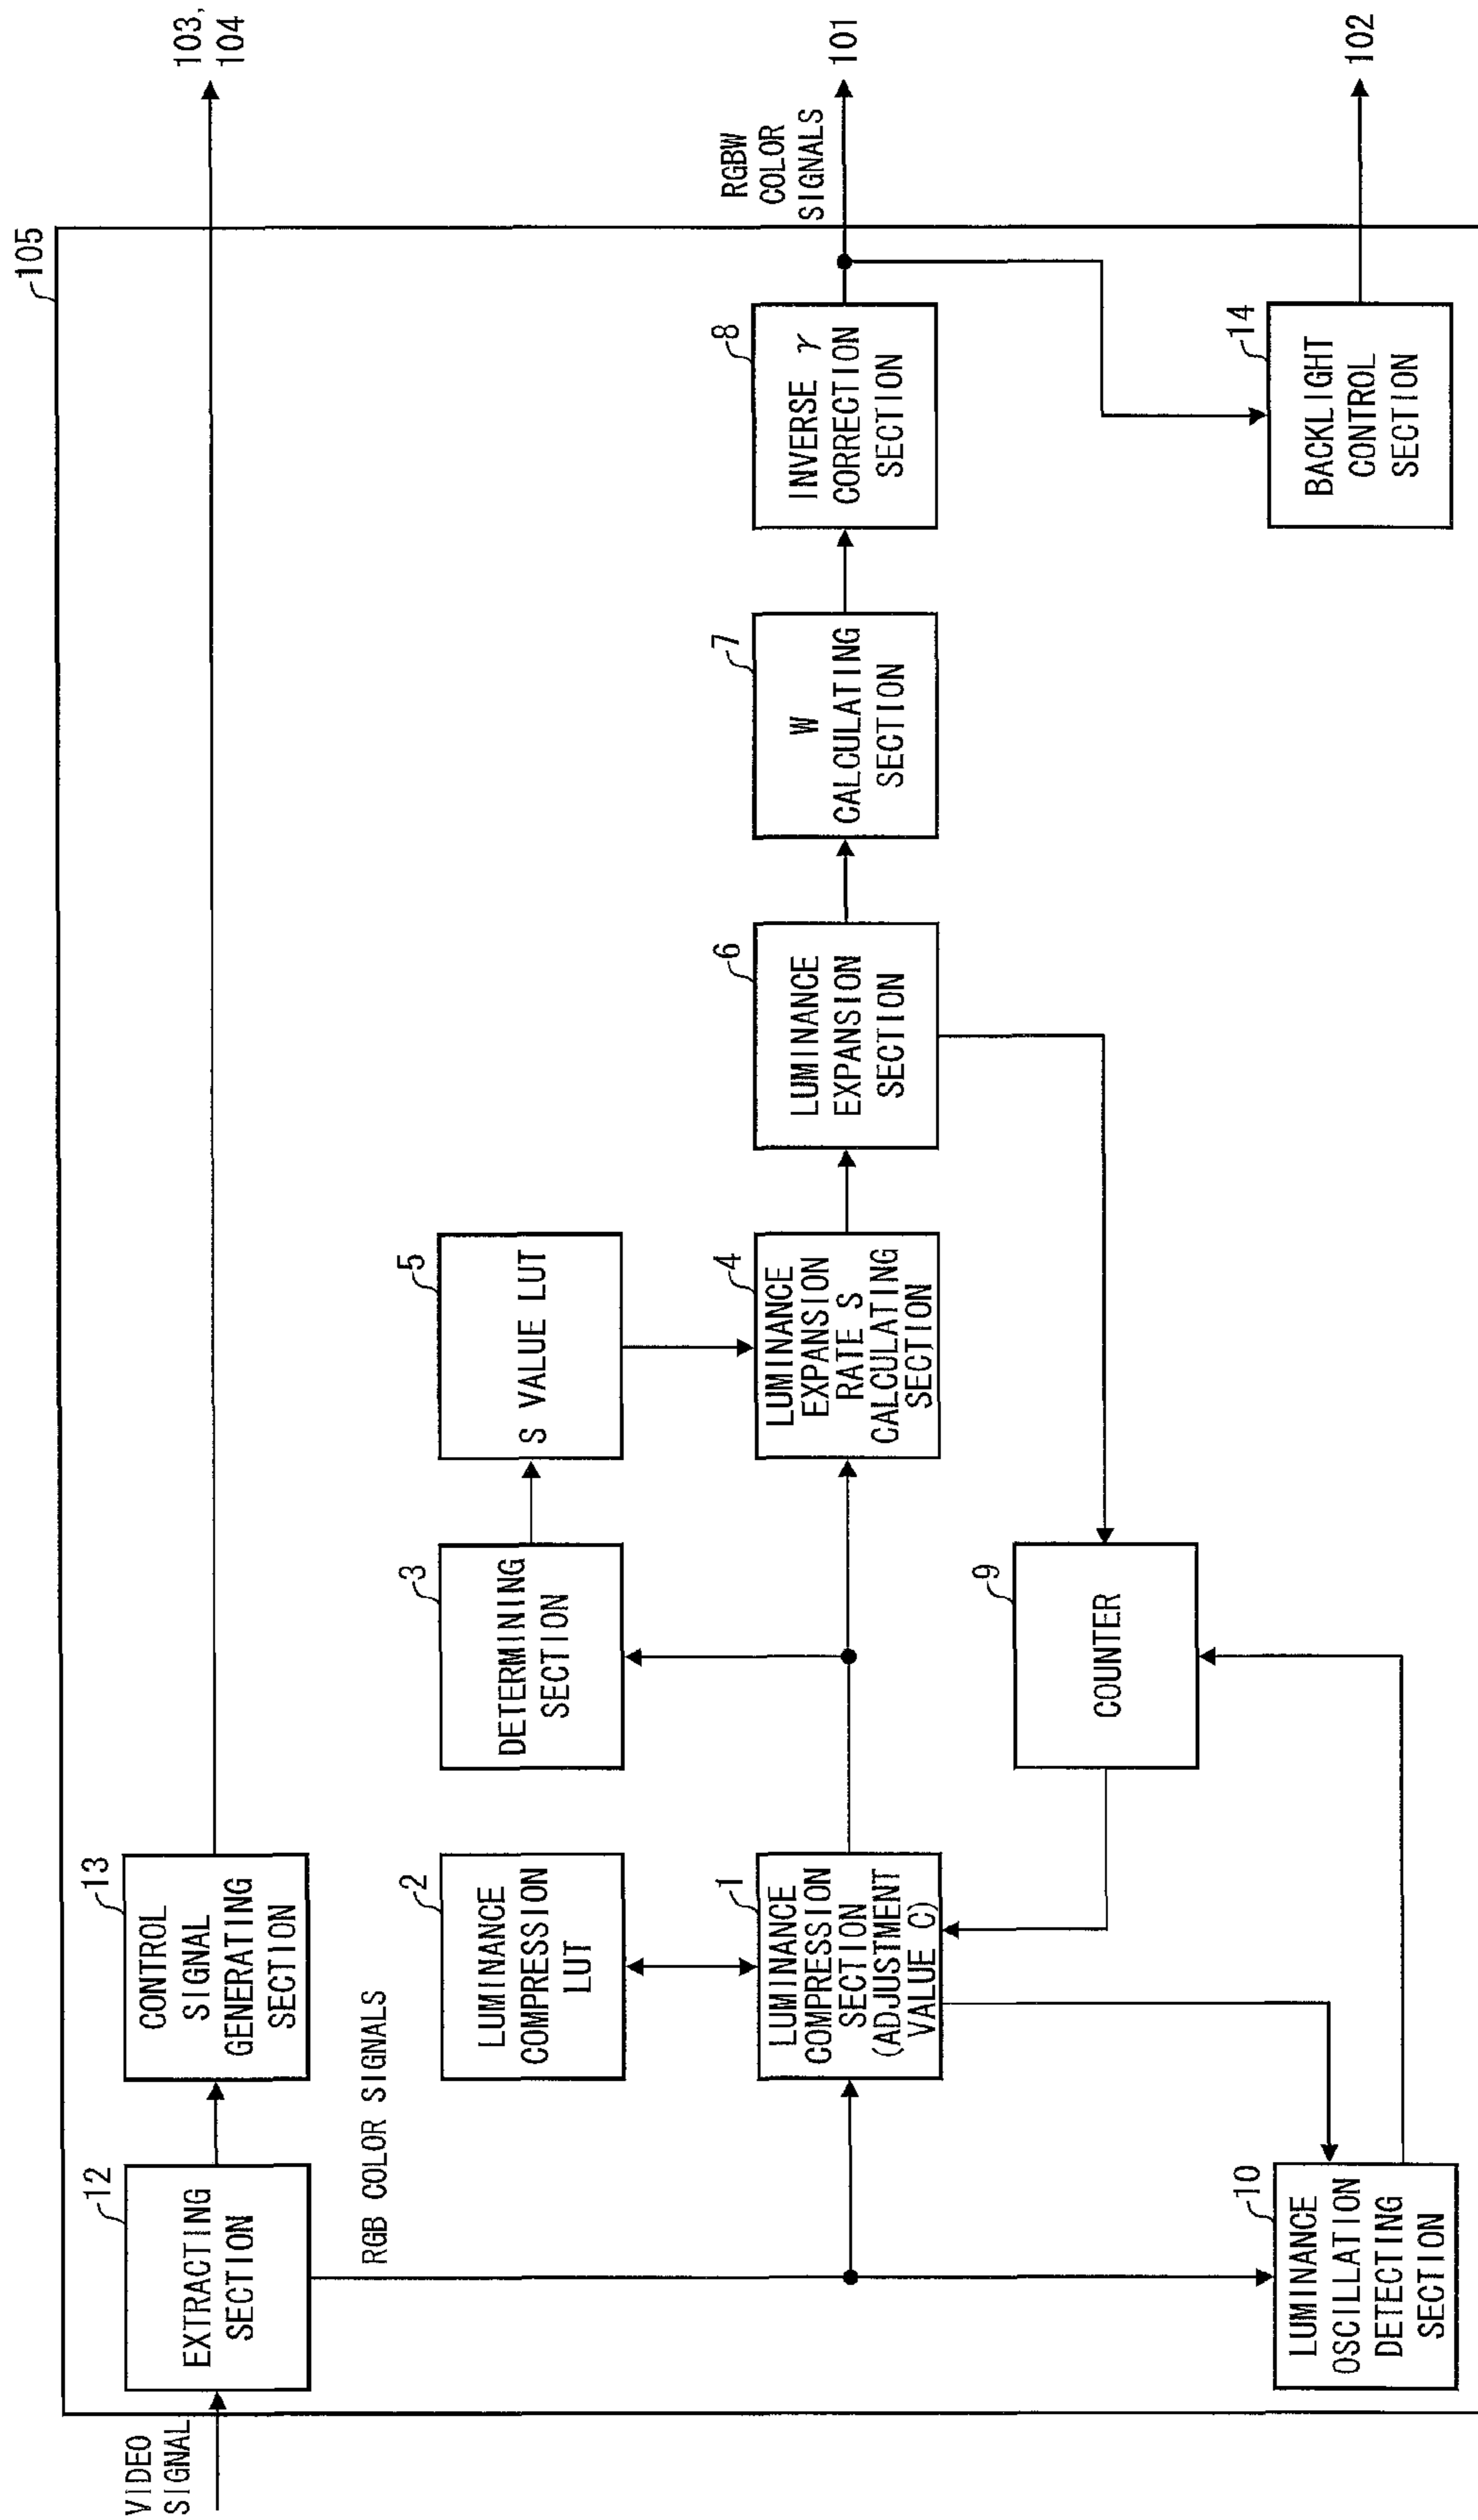 105
VIDEO
SIGNAL
12
EXTRACTING
SECTION
13
CONTROL
SIGNAL
GENERATING
SECTION
103,
104
RGB COLOR SIGNALS
2
LUMINANCE
COMPRESSION
LUT
3
DETERMINING
SECTION
5
S VALUE LUT
1
LUMINANCE
COMPRESSION
SECTION
(ADJUSTMENT
VALUE C)
4
LUMINANCE
EXPANSION
RATE S
CALCULATING
SECTION
6
LUMINANCE
EXPANSION
SECTION
7
W
CALCULATING
SECTION
8
INVERSE γ
CORRECTION
SECTION
RGBW
COLOR
SIGNALS
101
9
COUNTER
10
LUMINANCE
OSCILLATION
DETECTING
SECTION
14
BACKLIGHT
CONTROL
SECTION
102